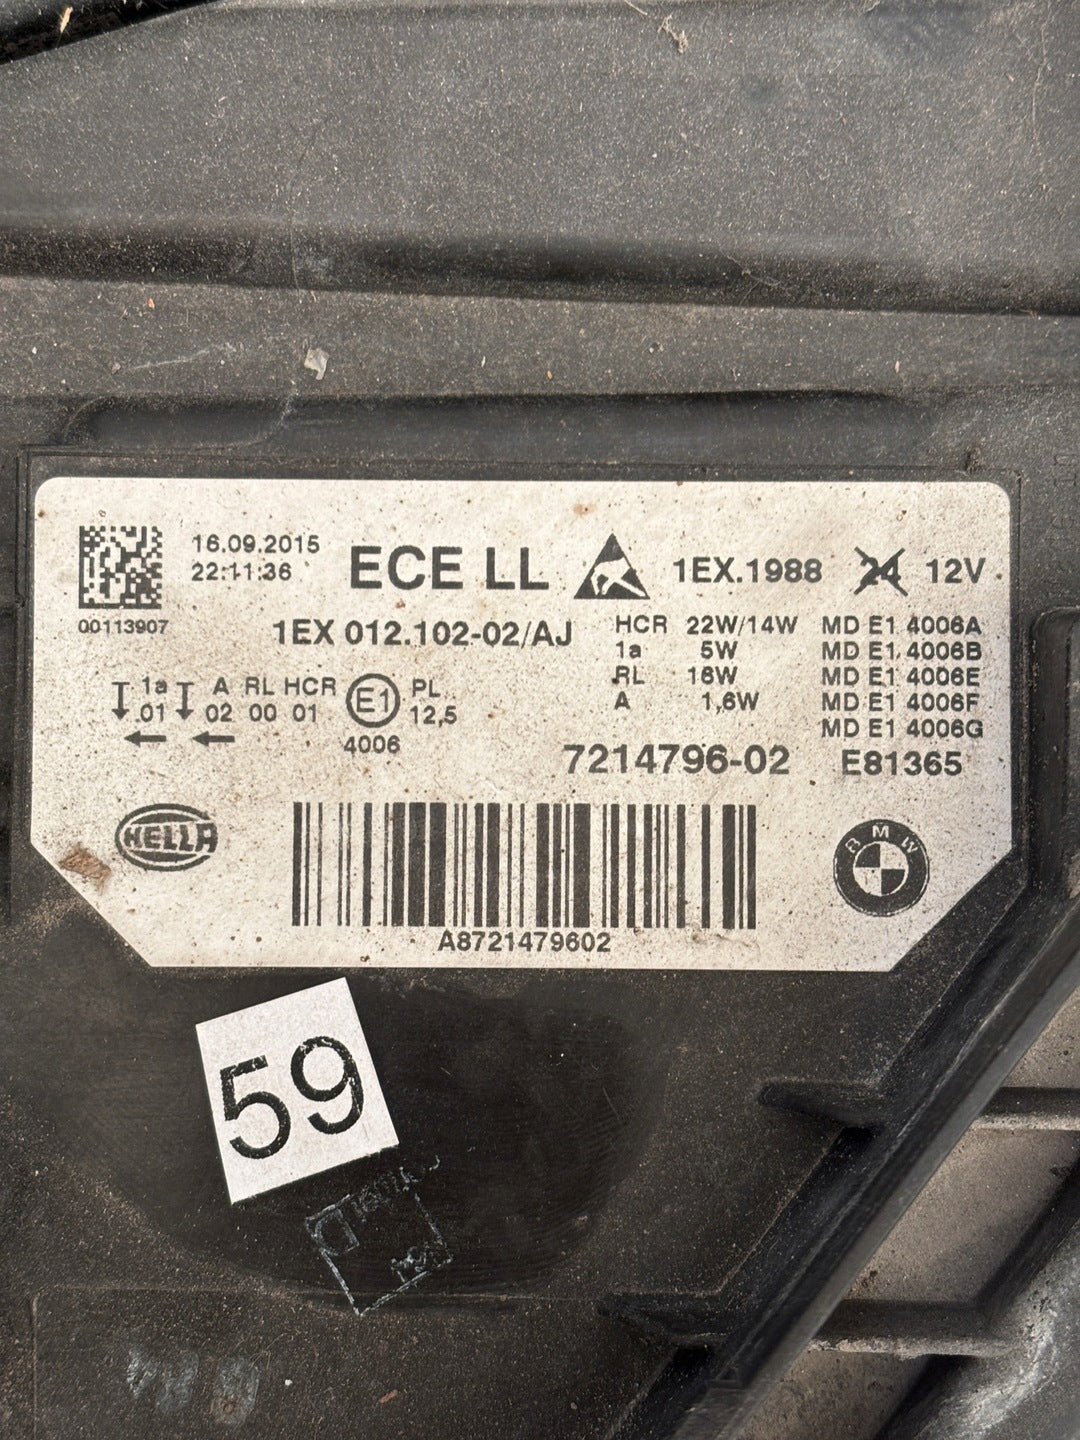 16.09.2015
22:11:36
ECE LL
1EX.1988
24 12V
00113907
1EX 012.102-02/AJ
HCR 22W/14W MD E1 4006A
1a 5W MD E1 4006B
RL 16W MD E1 4006E
A 1,6W MD E1 4006F
MD E1 4006G
1a A RL HCR E1 PL
01 02 00 01 12,5
4006
7214796-02 E81365
HELLA
BMW
A8721479602
59